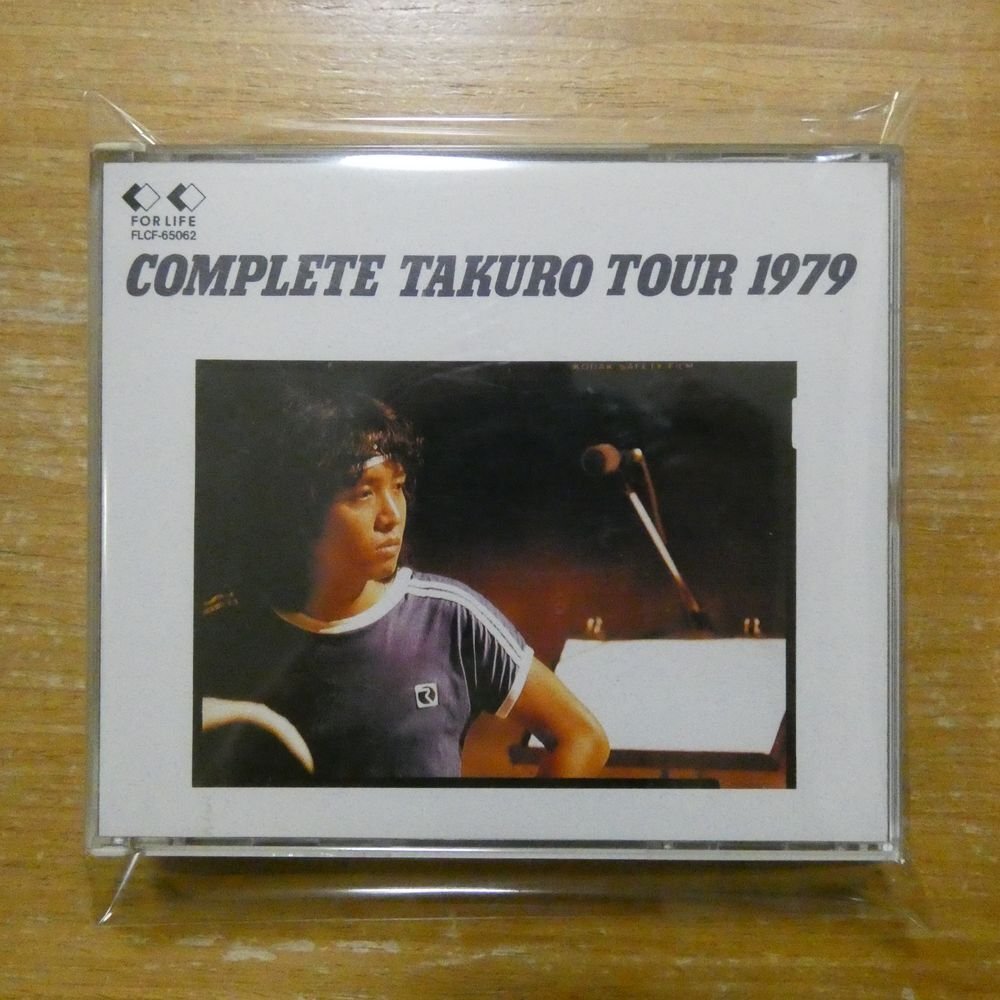 FOR LIFE
FLCF-65062
COMPLETE TAKURO TOUR 1979
KODAK SAFETY FILM